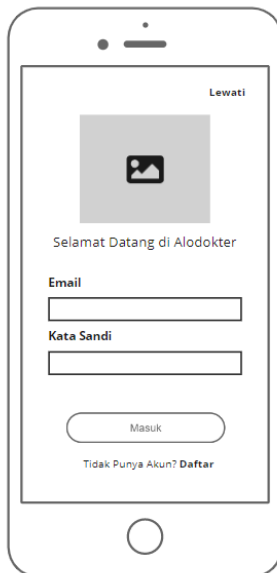 Lewati
Selamat Datang di Alodokter
Email
Kata Sandi
Masuk
Tidak Punya Akun? Daftar